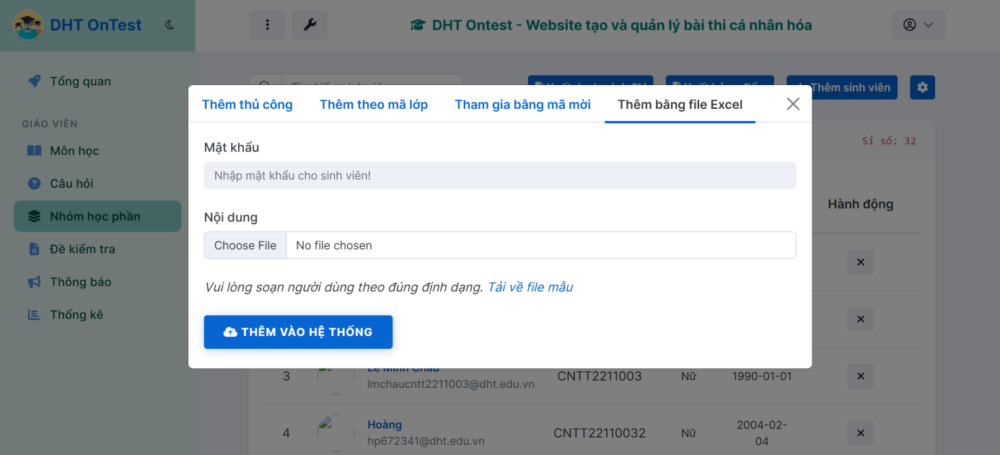 DHT OnTest
DHT Ontest - Website tạo và quản lý bài thi cá nhân hóa
Tổng quan
GIÁO VIÊN
Môn học
Câu hỏi
Nhóm học phần
Đề kiểm tra
Thông báo
Thống kê
Thêm sinh viên
Thêm thủ công
Thêm theo mã lớp
Tham gia bằng mã mời
Thêm bằng file Excel
Mật khẩu
Nhập mật khẩu cho sinh viên!
Nội dung
Choose File No file chosen
Vui lòng soạn người dùng theo đúng định dạng. Tải về file mẫu
THÊM VÀO HỆ THỐNG
Sỉ số: 32
Hành động
3
Lê Minh Châu
lmchaucntt2211003@dht.edu.vn
CNTT2211003
Nữ
1990-01-01
4
Hoàng
hp672341@dht.edu.vn
CNTT22110032
Nữ
2004-02-
04